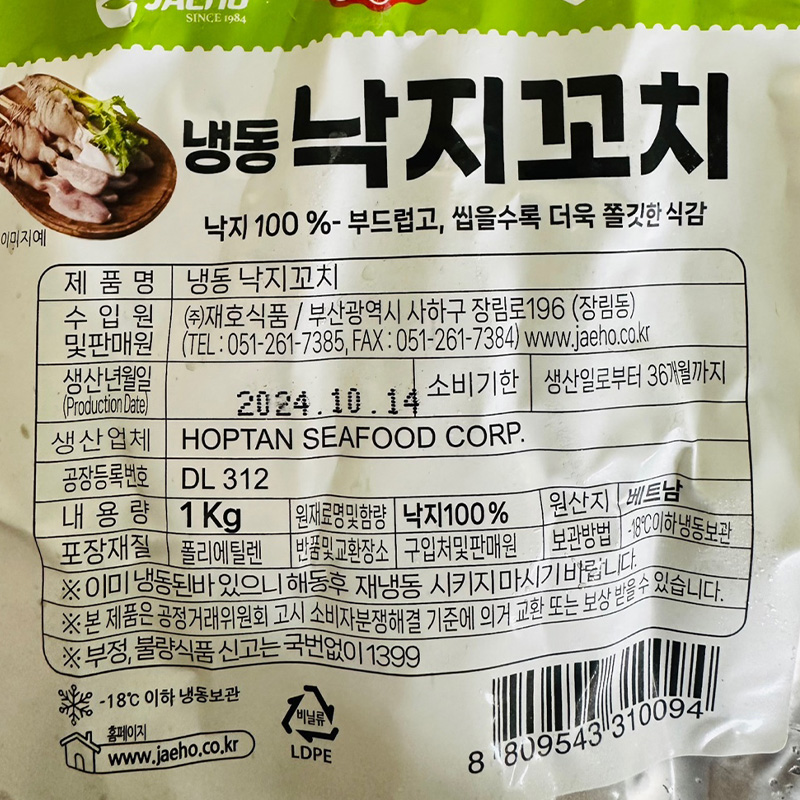 JAEHO
SINCE 1984
냉동 낙지꼬치
이미지예
낙지 100 %- 부드럽고, 씹을수록 더욱 쫄깃한 식감
제 품 명 냉동 낙지꼬치
수 입 원 및판매원 ㈜재호식품 / 부산광역시 사하구 장림로196 (장림동)
(TEL : 051-261-7385, FAX : 051-261-7384) www.jaeho.co.kr
생산년월일 (Production Date) 2024.10.14 소비기한 생산일로부터 36개월까지
생산업체 HOPTAN SEAFOOD CORP.
공장등록번호 DL 312
내 용 량 1 Kg 원재료명및함량 낙지100% 원산지 베트남
포장재질 폴리에틸렌 반품및교환장소 구입처및판매원 보관방법 -18℃이하냉동보관
※이미 냉동된바 있으니 해동후 재냉동 시키지마시기바랍니다.
※본 제품은 공정거래위원회 고시 소비자분쟁해결 기준에 의거 교환 또는 보상 받을수 있습니다.
※부정, 불량식품 신고는 국번없이 1399
-18℃ 이하 냉동보관
홈페이지
www.jaeho.co.kr
비닐류
LDPE
8 809543 310094